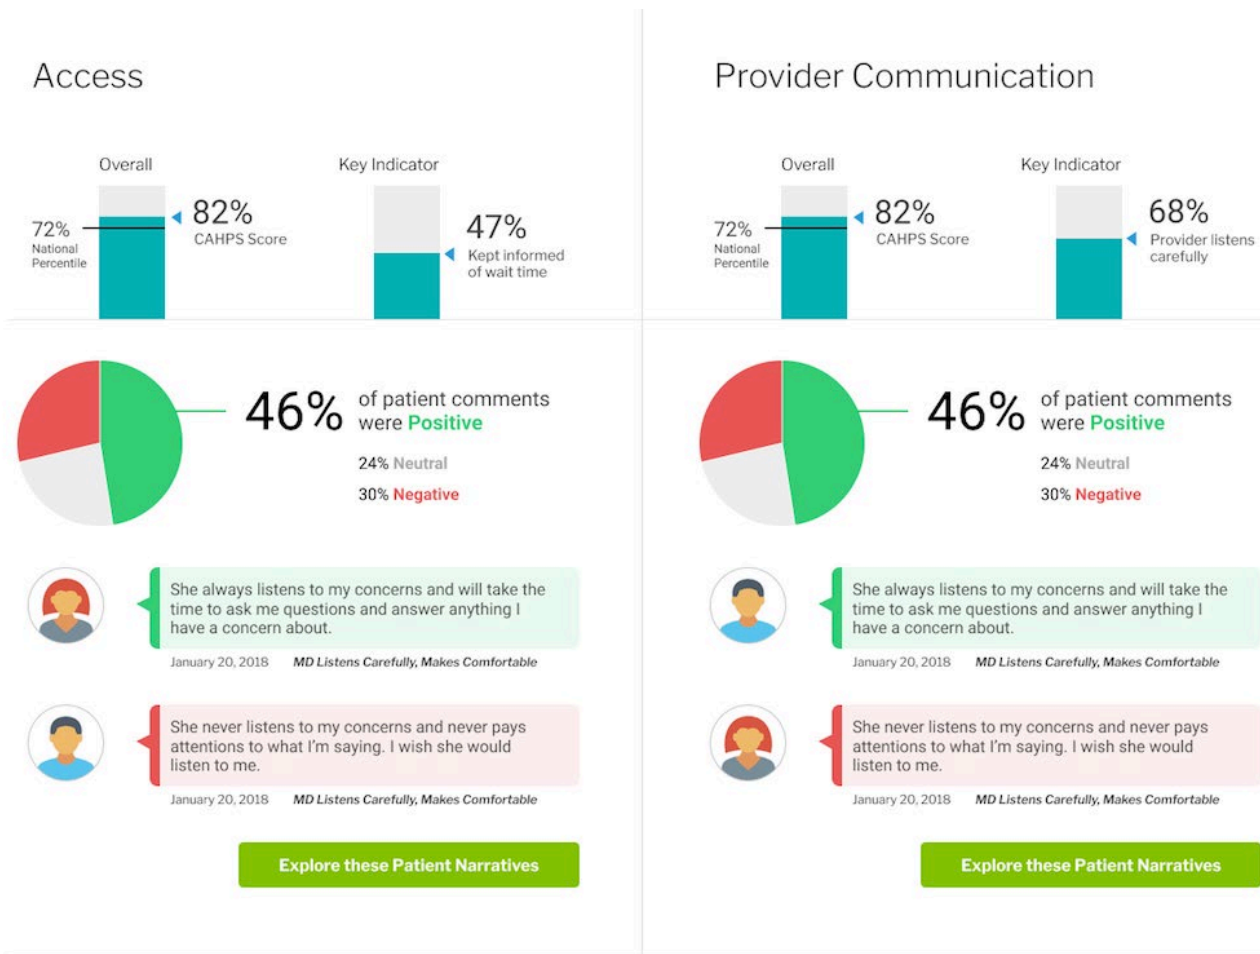 Access
Overall
Key Indicator
72%
National
Percentile
82%
CAHPS Score
47%
Kept informed
of wait time
46%
of patient comments
were Positive
24% Neutral
30% Negative
She always listens to my concerns and will take the
time to ask me questions and answer anything I
have a concern about.
January 20, 2018 MD Listens Carefully, Makes Comfortable
She never listens to my concerns and never pays
attentions to what I'm saying. I wish she would
listen to me.
January 20, 2018 MD Listens Carefully, Makes Comfortable
Explore these Patient Narratives
Provider Communication
Overall
Key Indicator
72%
National
Percentile
82%
CAHPS Score
68%
Provider listens
carefully
46%
of patient comments
were Positive
24% Neutral
30% Negative
She always listens to my concerns and will take the
time to ask me questions and answer anything I
have a concern about.
January 20, 2018 MD Listens Carefully, Makes Comfortable
She never listens to my concerns and never pays
attentions to what I'm saying. I wish she would
listen to me.
January 20, 2018 MD Listens Carefully, Makes Comfortable
Explore these Patient Narratives